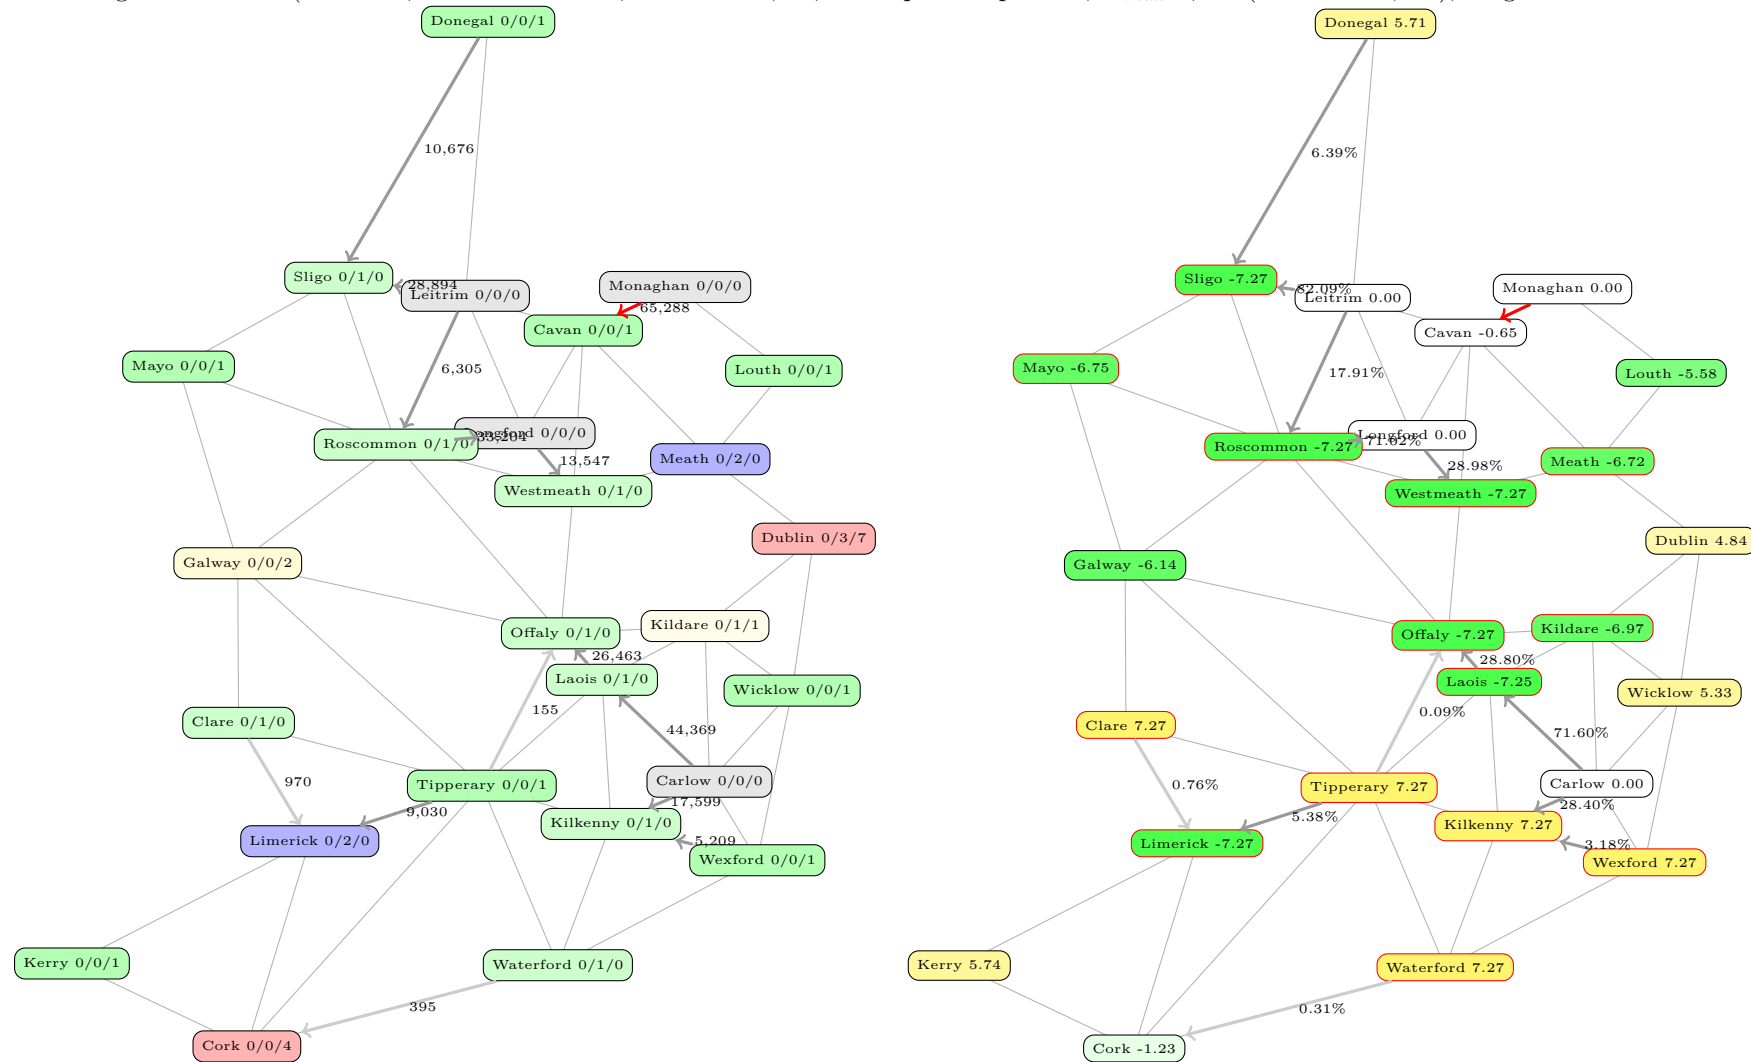 Donegal 0/0/1
10,676
Sligo 0/1/0
28,894
Leitrim 0/0/0
Monaghan 0/0/0
65,288
Cavan 0/0/1
Mayo 0/0/1
6,305
Louth 0/0/1
Roscommon 0/1/0
33,204
Longford 0/0/0
13,547
Meath 0/2/0
Westmeath 0/1/0
Dublin 0/3/7
Galway 0/0/2
Offaly 0/1/0
Kildare 0/1/1
26,463
Laois 0/1/0
Wicklow 0/0/1
155
Clare 0/1/0
44,369
970
Tipperary 0/0/1
Carlow 0/0/0
9,030
17,599
Kilkenny 0/1/0
Limerick 0/2/0
5,209
Wexford 0/0/1
Kerry 0/0/1
Waterford 0/1/0
395
Cork 0/0/4
Donegal 5.71
6.39%
Sligo -7.27
82.09%
Leitrim 0.00
Monaghan 0.00
Cavan -0.65
Mayo -6.75
17.91%
Louth -5.58
Roscommon -7.27
71.02%
Longford 0.00
28.98%
Meath -6.72
Westmeath -7.27
Dublin 4.84
Galway -6.14
Offaly -7.27
Kildare -6.97
28.80%
Laois -7.25
Wicklow 5.33
0.09%
Clare 7.27
71.60%
0.76%
Tipperary 7.27
Carlow 0.00
5.38%
28.40%
Kilkenny 7.27
Limerick -7.27
3.18%
Wexford 7.27
Kerry 5.74
Waterford 7.27
0.31%
Cork -1.23